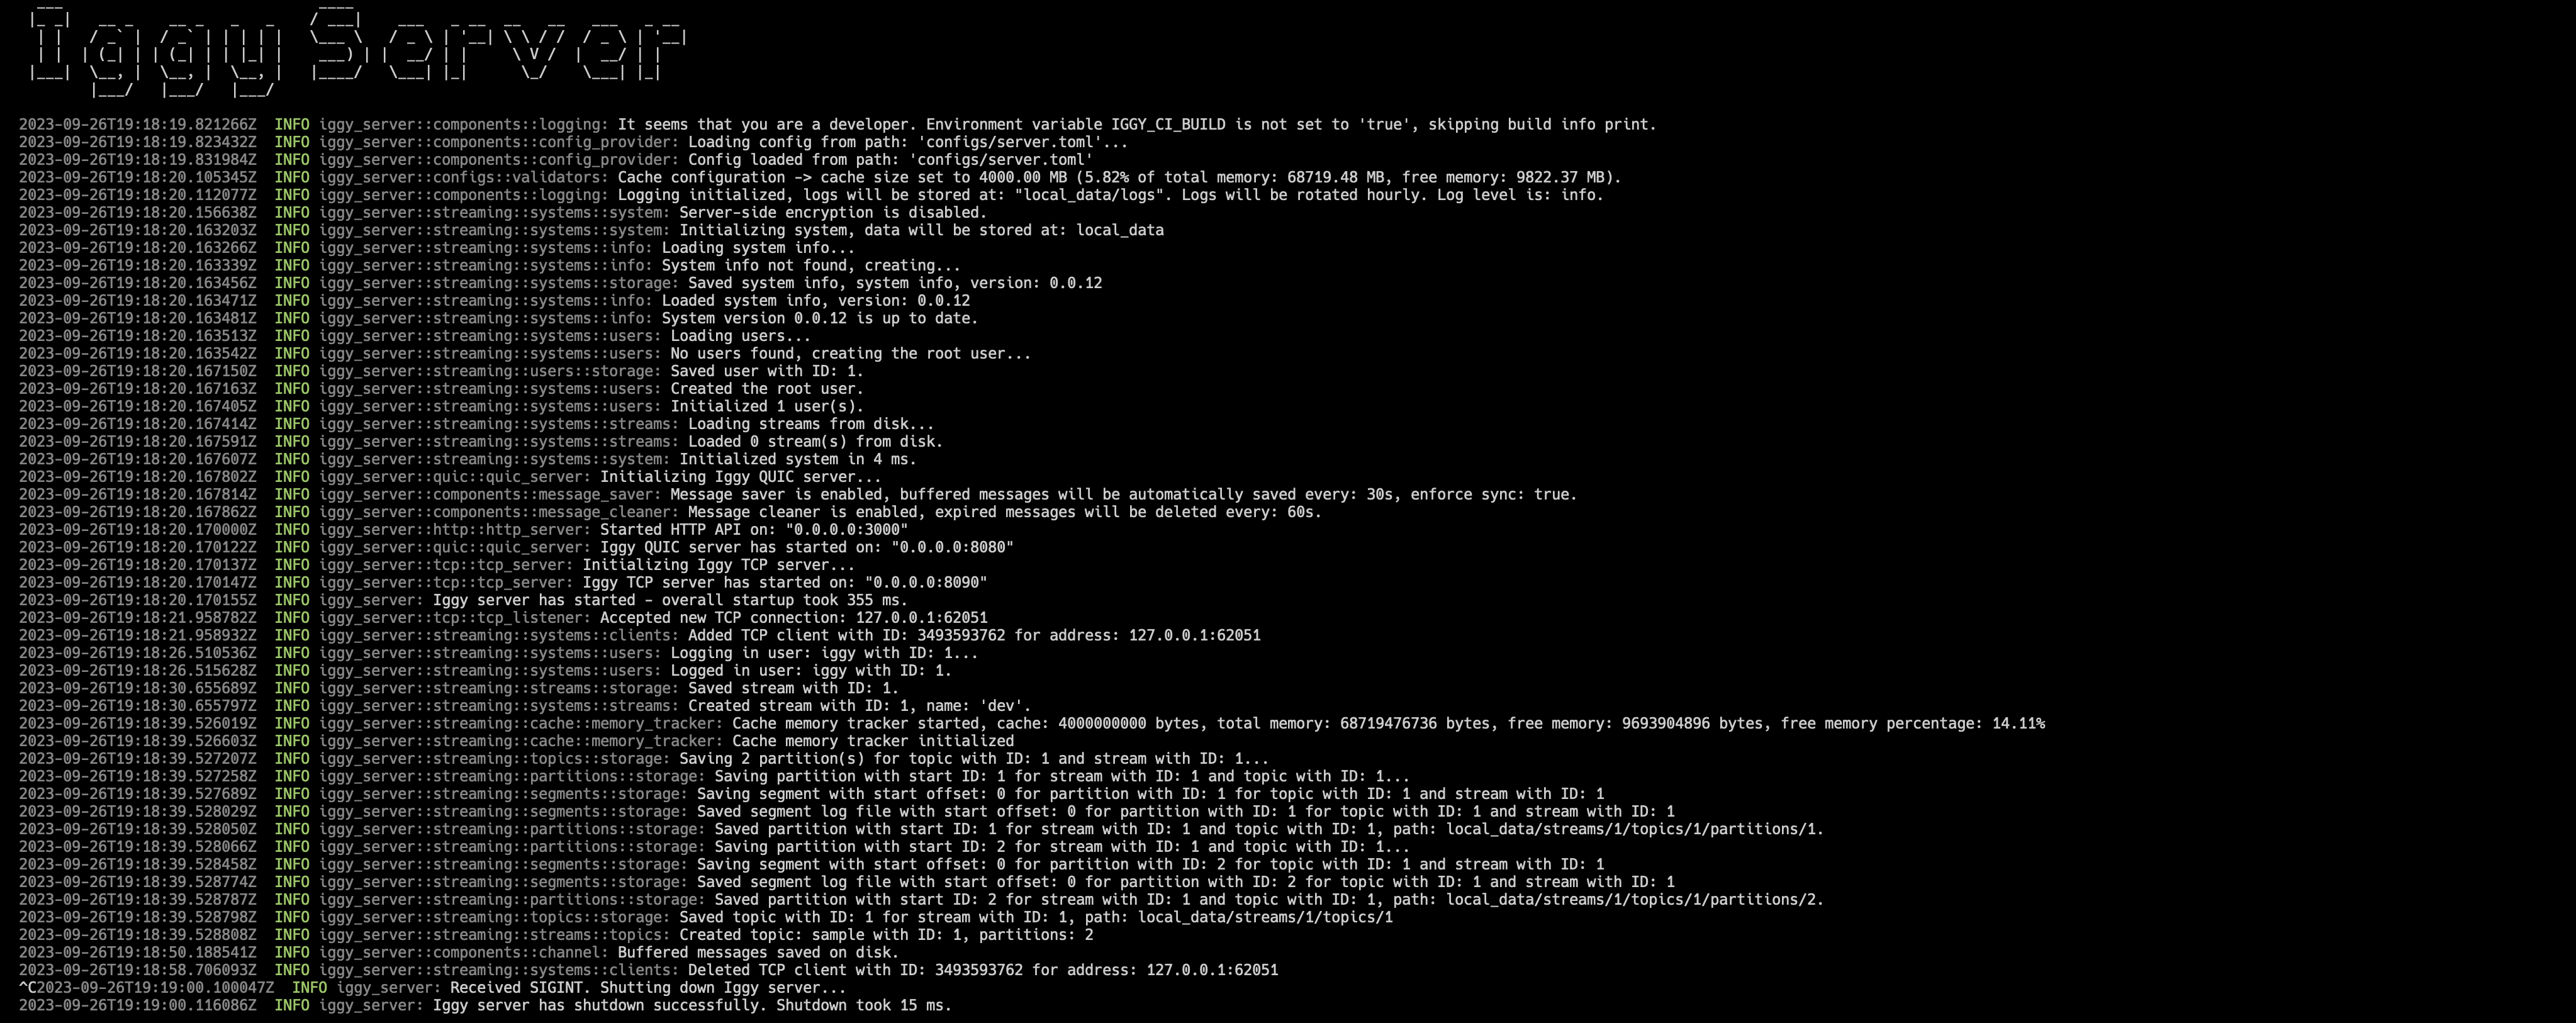 Iggy Server
2023-09-26T19:18:19.821266Z  INFO iggy_server::components::logging: It seems that you are a developer. Environment variable IGGY_CI_BUILD is not set to 'true', skipping build info print.
2023-09-26T19:18:19.823432Z  INFO iggy_server::components::config_provider: Loading config from path: 'configs/server.toml'...
2023-09-26T19:18:19.831984Z  INFO iggy_server::components::config_provider: Config loaded from path: 'configs/server.toml'
2023-09-26T19:18:20.105345Z  INFO iggy_server::configs::validators: Cache configuration -> cache size set to 4000.00 MB (5.82% of total memory: 68719.48 MB, free memory: 9822.37 MB).
2023-09-26T19:18:20.112077Z  INFO iggy_server::components::logging: Logging initialized, logs will be stored at: "local_data/logs". Logs will be rotated hourly. Log level is: info.
2023-09-26T19:18:20.156638Z  INFO iggy_server::streaming::systems::system: Server-side encryption is disabled.
2023-09-26T19:18:20.163203Z  INFO iggy_server::streaming::systems::system: Initializing system, data will be stored at: local_data
2023-09-26T19:18:20.163266Z  INFO iggy_server::streaming::systems::info: Loading system info...
2023-09-26T19:18:20.163339Z  INFO iggy_server::streaming::systems::info: System info not found, creating...
2023-09-26T19:18:20.163456Z  INFO iggy_server::streaming::systems::storage: Saved system info, system info, version: 0.0.12
2023-09-26T19:18:20.163471Z  INFO iggy_server::streaming::systems::info: Loaded system info, version: 0.0.12
2023-09-26T19:18:20.163481Z  INFO iggy_server::streaming::systems::info: System version 0.0.12 is up to date.
2023-09-26T19:18:20.163513Z  INFO iggy_server::streaming::systems::users: Loading users...
2023-09-26T19:18:20.163542Z  INFO iggy_server::streaming::systems::users: No users found, creating the root user...
2023-09-26T19:18:20.167150Z  INFO iggy_server::streaming::users::storage: Saved user with ID: 1.
2023-09-26T19:18:20.167163Z  INFO iggy_server::streaming::systems::users: Created the root user.
2023-09-26T19:18:20.167405Z  INFO iggy_server::streaming::systems::users: Initialized 1 user(s).
2023-09-26T19:18:20.167414Z  INFO iggy_server::streaming::systems::streams: Loading streams from disk...
2023-09-26T19:18:20.167591Z  INFO iggy_server::streaming::systems::streams: Loaded 0 stream(s) from disk.
2023-09-26T19:18:20.167607Z  INFO iggy_server::streaming::systems::system: Initialized system in 4 ms.
2023-09-26T19:18:20.167802Z  INFO iggy_server::quic::quic_server: Initializing Iggy QUIC server...
2023-09-26T19:18:20.167814Z  INFO iggy_server::components::message_saver: Message saver is enabled, buffered messages will be automatically saved every: 30s, enforce sync: true.
2023-09-26T19:18:20.167862Z  INFO iggy_server::components::message_cleaner: Message cleaner is enabled, expired messages will be deleted every: 60s.
2023-09-26T19:18:20.170000Z  INFO iggy_server::http::http_server: Started HTTP API on: "0.0.0.0:3000"
2023-09-26T19:18:20.170122Z  INFO iggy_server::quic::quic_server: Iggy QUIC server has started on: "0.0.0.0:8080"
2023-09-26T19:18:20.170137Z  INFO iggy_server::tcp::tcp_server: Initializing Iggy TCP server...
2023-09-26T19:18:20.170147Z  INFO iggy_server::tcp::tcp_server: Iggy TCP server has started on: "0.0.0.0:8090"
2023-09-26T19:18:20.170155Z  INFO iggy_server: Iggy server has started - overall startup took 355 ms.
2023-09-26T19:18:21.958782Z  INFO iggy_server::tcp::tcp_listener: Accepted new TCP connection: 127.0.0.1:62051
2023-09-26T19:18:21.958932Z  INFO iggy_server::streaming::systems::clients: Added TCP client with ID: 3493593762 for address: 127.0.0.1:62051
2023-09-26T19:18:26.510536Z  INFO iggy_server::streaming::systems::users: Logging in user: iggy with ID: 1...
2023-09-26T19:18:26.515628Z  INFO iggy_server::streaming::systems::users: Logged in user: iggy with ID: 1.
2023-09-26T19:18:30.655689Z  INFO iggy_server::streaming::streams::storage: Saved stream with ID: 1.
2023-09-26T19:18:30.655797Z  INFO iggy_server::streaming::systems::streams: Created stream with ID: 1, name: 'dev'.
2023-09-26T19:18:39.526019Z  INFO iggy_server::streaming::cache::memory_tracker: Cache memory tracker started, cache: 4000000000 bytes, total memory: 68719476736 bytes, free memory: 9693904896 bytes, free memory percentage: 14.11%
2023-09-26T19:18:39.526603Z  INFO iggy_server::streaming::cache::memory_tracker: Cache memory tracker initialized
2023-09-26T19:18:39.527207Z  INFO iggy_server::streaming::topics::storage: Saving 2 partition(s) for topic with ID: 1 and stream with ID: 1...
2023-09-26T19:18:39.527258Z  INFO iggy_server::streaming::partitions::storage: Saving partition with start ID: 1 for stream with ID: 1 and topic with ID: 1...
2023-09-26T19:18:39.527689Z  INFO iggy_server::streaming::segments::storage: Saving segment with start offset: 0 for partition with ID: 1 for topic with ID: 1 and stream with ID: 1
2023-09-26T19:18:39.528029Z  INFO iggy_server::streaming::segments::storage: Saved segment log file with start offset: 0 for partition with ID: 1 for topic with ID: 1 and stream with ID: 1
2023-09-26T19:18:39.528050Z  INFO iggy_server::streaming::partitions::storage: Saved partition with start ID: 1 for stream with ID: 1 and topic with ID: 1, path: local_data/streams/1/topics/1/partitions/1.
2023-09-26T19:18:39.528066Z  INFO iggy_server::streaming::partitions::storage: Saving partition with start ID: 2 for stream with ID: 1 and topic with ID: 1...
2023-09-26T19:18:39.528458Z  INFO iggy_server::streaming::segments::storage: Saving segment with start offset: 0 for partition with ID: 2 for topic with ID: 1 and stream with ID: 1
2023-09-26T19:18:39.528774Z  INFO iggy_server::streaming::segments::storage: Saved segment log file with start offset: 0 for partition with ID: 2 for topic with ID: 1 and stream with ID: 1
2023-09-26T19:18:39.528787Z  INFO iggy_server::streaming::partitions::storage: Saved partition with start ID: 2 for stream with ID: 1 and topic with ID: 1, path: local_data/streams/1/topics/1/partitions/2.
2023-09-26T19:18:39.528798Z  INFO iggy_server::streaming::topics::storage: Saved topic with ID: 1 for stream with ID: 1, path: local_data/streams/1/topics/1
2023-09-26T19:18:39.528808Z  INFO iggy_server::streaming::streams::topics: Created topic: sample with ID: 1, partitions: 2
2023-09-26T19:18:50.188541Z  INFO iggy_server::components::channel: Buffered messages saved on disk.
2023-09-26T19:18:58.706093Z  INFO iggy_server::streaming::systems::clients: Deleted TCP client with ID: 3493593762 for address: 127.0.0.1:62051
^C2023-09-26T19:19:00.100047Z  INFO iggy_server: Received SIGINT. Shutting down Iggy server...
2023-09-26T19:19:00.116086Z  INFO iggy_server: Iggy server has shutdown successfully. Shutdown took 15 ms.